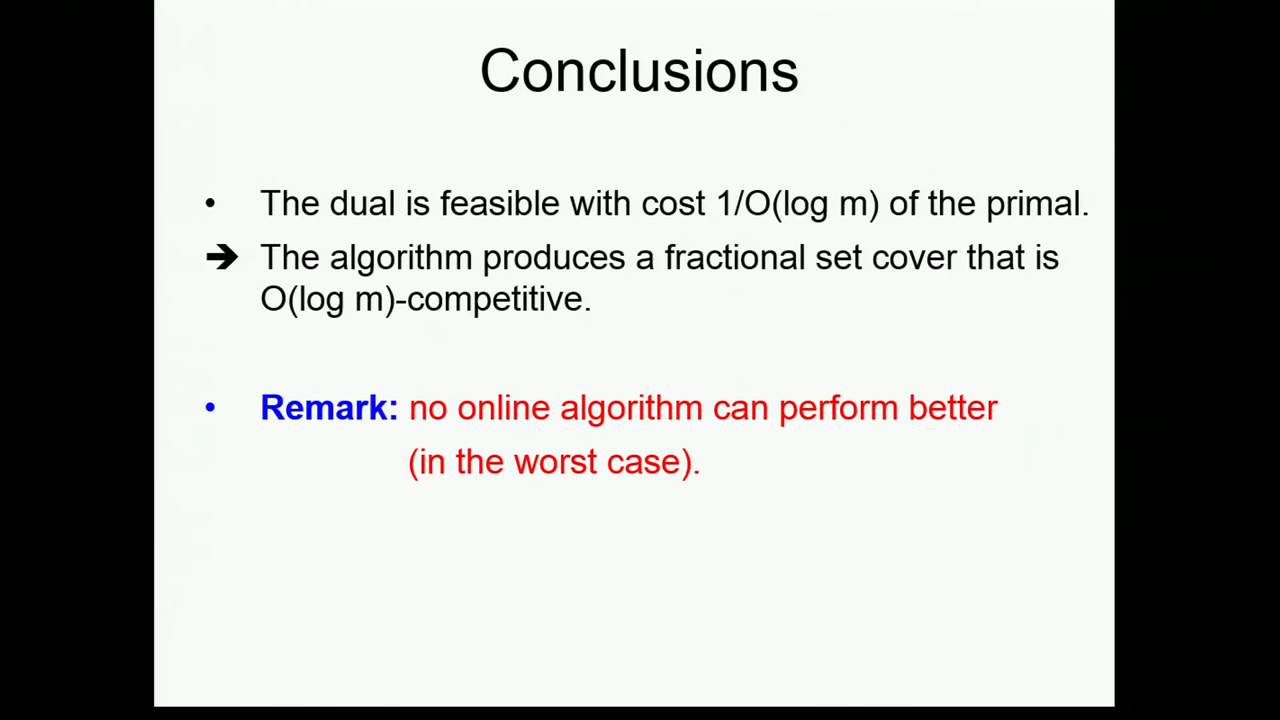 Conclusions
• The dual is feasible with cost 1/O(log m) of the primal.
➔ The algorithm produces a fractional set cover that is
O(log m)-competitive.
• Remark: no online algorithm can perform better
(in the worst case).